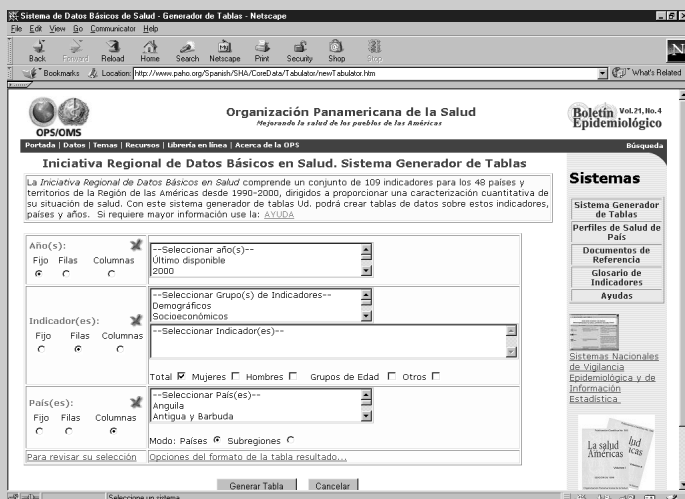 Sistema de Datos Básicos de Salud - Generador de Tablas - Netscape
File Edit View Go Communicator Help
Back Forward Reload Home Search Netscape Print Security Shop Stop
Bookmarks Location: http://www.paho.org/Spanish/SHA/CoreData/Tabulator/newTabulator.htm What's Related
OPS/OMS
Organización Panamericana de la Salud
Mejorando la salud de los pueblos de las Américas
Boletín Vol.21, No.4
Epidemiológico
Portada | Datos | Temas | Recursos | Librería en línea | Acerca de la OPS Búsqueda
Iniciativa Regional de Datos Básicos en Salud. Sistema Generador de Tablas
La Iniciativa Regional de Datos Básicos en Salud comprende un conjunto de 109 indicadores para los 48 países y
territorios de la Región de las Américas desde 1990-2000, dirigidos a proporcionar una caracterización cuantitativa de
su situación de salud. Con este sistema generador de tablas Ud. podrá crear tablas de datos sobre estos indicadores,
países y años. Si requiere mayor información use la: AYUDA
Año(s):
Fijo Filas Columnas
--Seleccionar año(s)--
Último disponible
2000
Indicador(es):
Fijo Filas Columnas
--Seleccionar Grupo(s) de Indicadores--
Demográficos
Socioeconómicos
--Seleccionar Indicador(es)--
Total Mujeres Hombres Grupos de Edad Otros
País(es):
Fijo Filas Columnas
--Seleccionar País(es)--
Anguila
Antigua y Barbuda
Modo: Países Subregiones
Para revisar su selección
Opciones del formato de la tabla resultado...
Generar Tabla Cancelar
Sistemas
Sistema Generador
de Tablas
Perfiles de Salud de
País
Documentos de
Referencia
Glosario de
Indicadores
Ayudas
Sistemas Nacionales
de Vigilancia
Epidemiológica y de
Información
Estadística
La salud
Américas
Seleccione un sistema